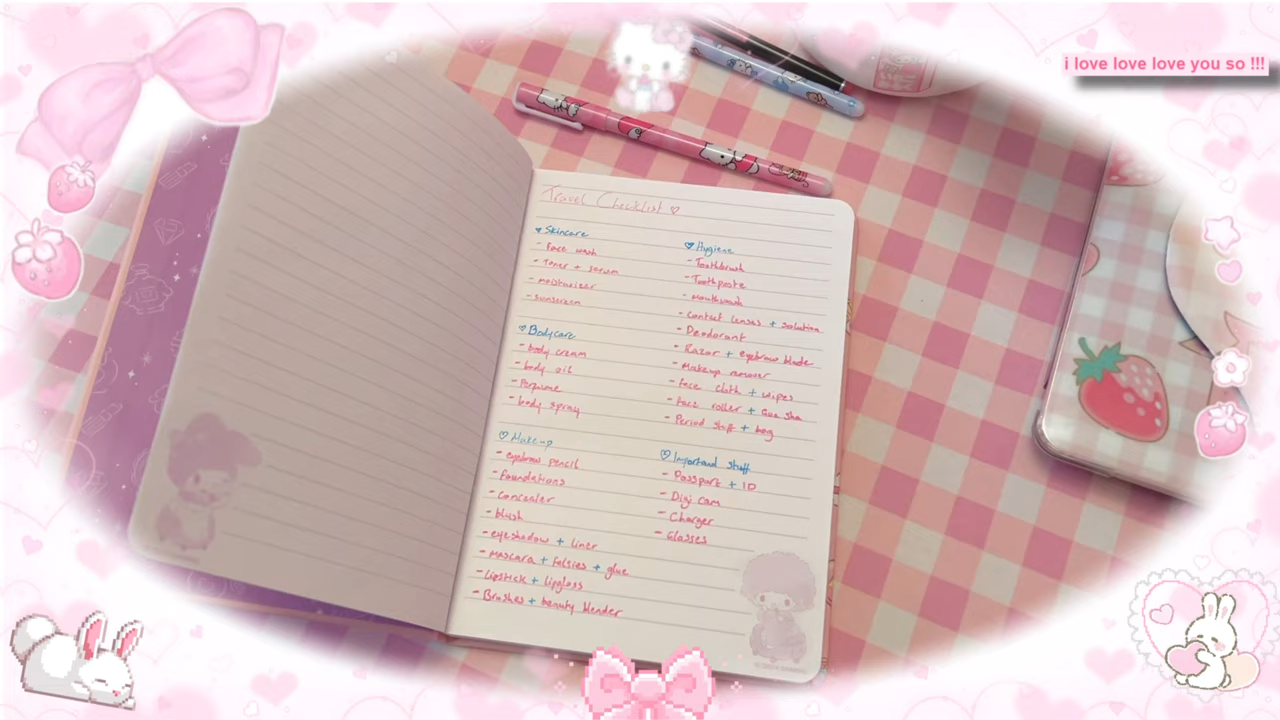 i love love love you so !!!
Travel Checklist ♡
♡ Skincare
- Face wash
- Toner + serum
- moisturizer
- sunscreen
♡ Bodycare
- body cream
- body oil
- Perfume
- body spray
♡ Makeup
- eyebrow pencil
- Foundations
- Concealer
- blush
- eyeshadow + liner
- Mascara + falsies + glue
- Lipstick + lipgloss
- Brushes + beauty blender
♡ Hygiene
- Toothbrush
- Toothpaste
- Mouthwash
- Contact lenses + solution
- Deodorant
- Razor + eyebrow blade
- Makeup remover
- face cloth + wipes
- face roller + Gua sha
- Period stuff + bag
♡ Important stuff
- Passport + ID
- Digi cam
- Charger
- Glasses